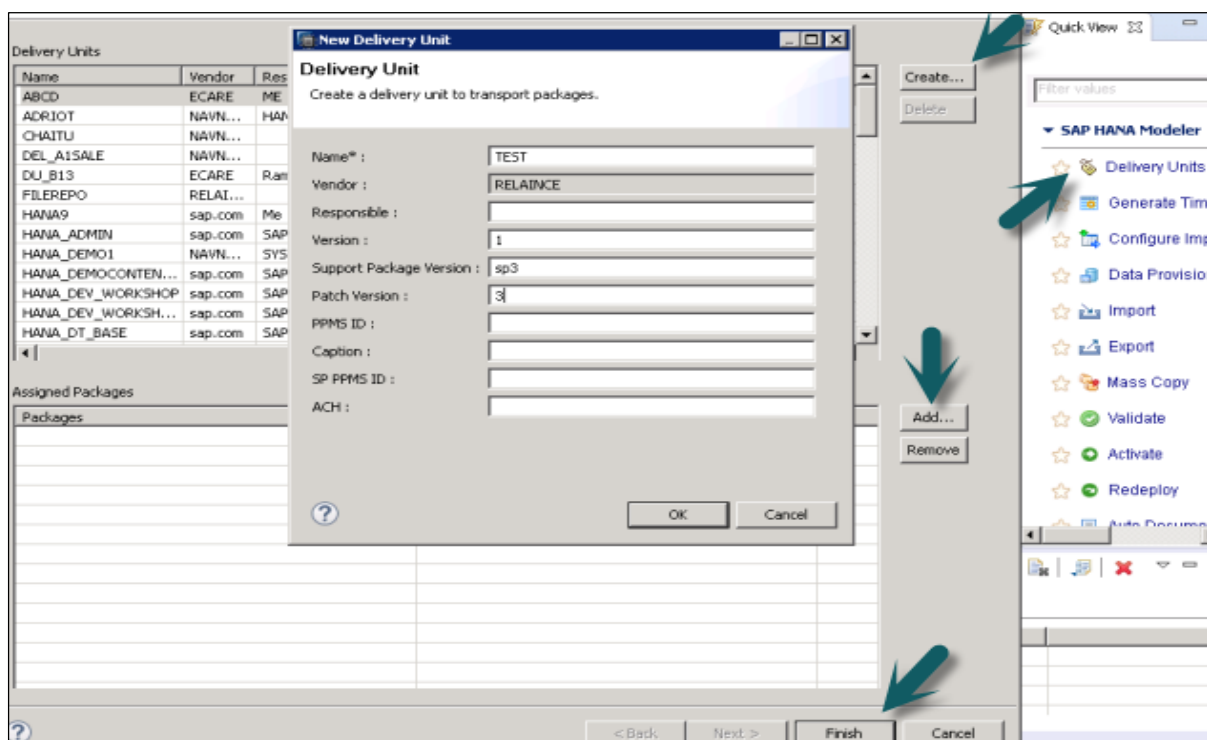 Delivery Units
Name Vendor Res
ABCD ECARE ME
ADRIOT NAVN... HAN
CHAITU NAVN...
DEL_A1SALE NAVN...
DU_B13 ECARE Ram
FILEREPO RELAI...
HANA9 sap.com Me
HANA_ADMIN sap.com SAP
HANA_DEMO1 NAVN... SYS
HANA_DEMOCONTEN... sap.com SAP
HANA_DEV_WORKSHOP sap.com SAP
HANA_DEV_WORKSH... sap.com SAP
HANA_DT_BASE sap.com SAP
Assigned Packages
Packages
New Delivery Unit
Delivery Unit
Create a delivery unit to transport packages.
Name* : TEST
Vendor : RELAINCE
Responsible :
Version : 1
Support Package Version : sp3
Patch Version : 3
PPMS ID :
Caption :
SP PPMS ID :
ACH :
OK Cancel
Create...
Delete
Add...
Remove
< Back Next > Finish Cancel
Quick View
Filter values
SAP HANA Modeler
Delivery Units
Generate Tim
Configure Imp
Data Provisio
Import
Export
Mass Copy
Validate
Activate
Redeploy
Auto Docume